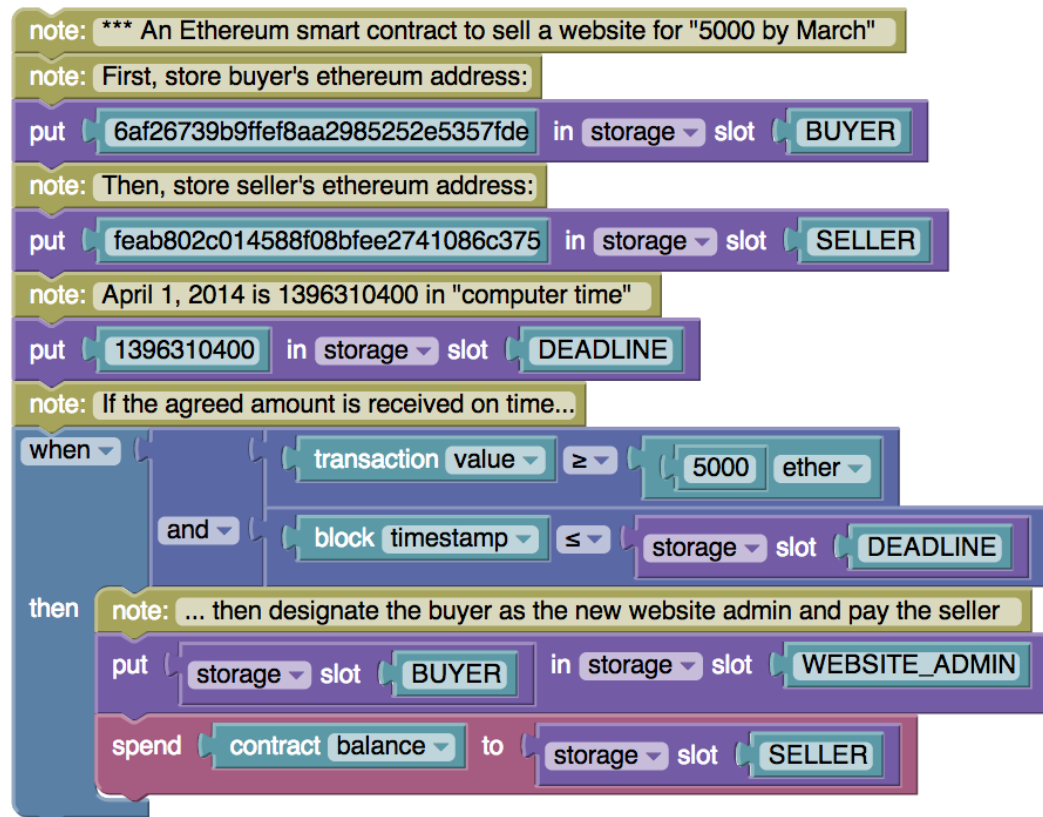 note: *** An Ethereum smart contract to sell a website for "5000 by March"
note: First, store buyer's ethereum address:
put 6af26739b9ffef8aa2985252e5357fde in storage slot BUYER
note: Then, store seller's ethereum address:
put feab802c014588f08bfee2741086c375 in storage slot SELLER
note: April 1, 2014 is 1396310400 in "computer time"
put 1396310400 in storage slot DEADLINE
note: If the agreed amount is received on time...
when transaction value ≥ 5000 ether
and block timestamp ≤ storage slot DEADLINE
then note: ... then designate the buyer as the new website admin and pay the seller
put storage slot BUYER in storage slot WEBSITE_ADMIN
spend contract balance to storage slot SELLER